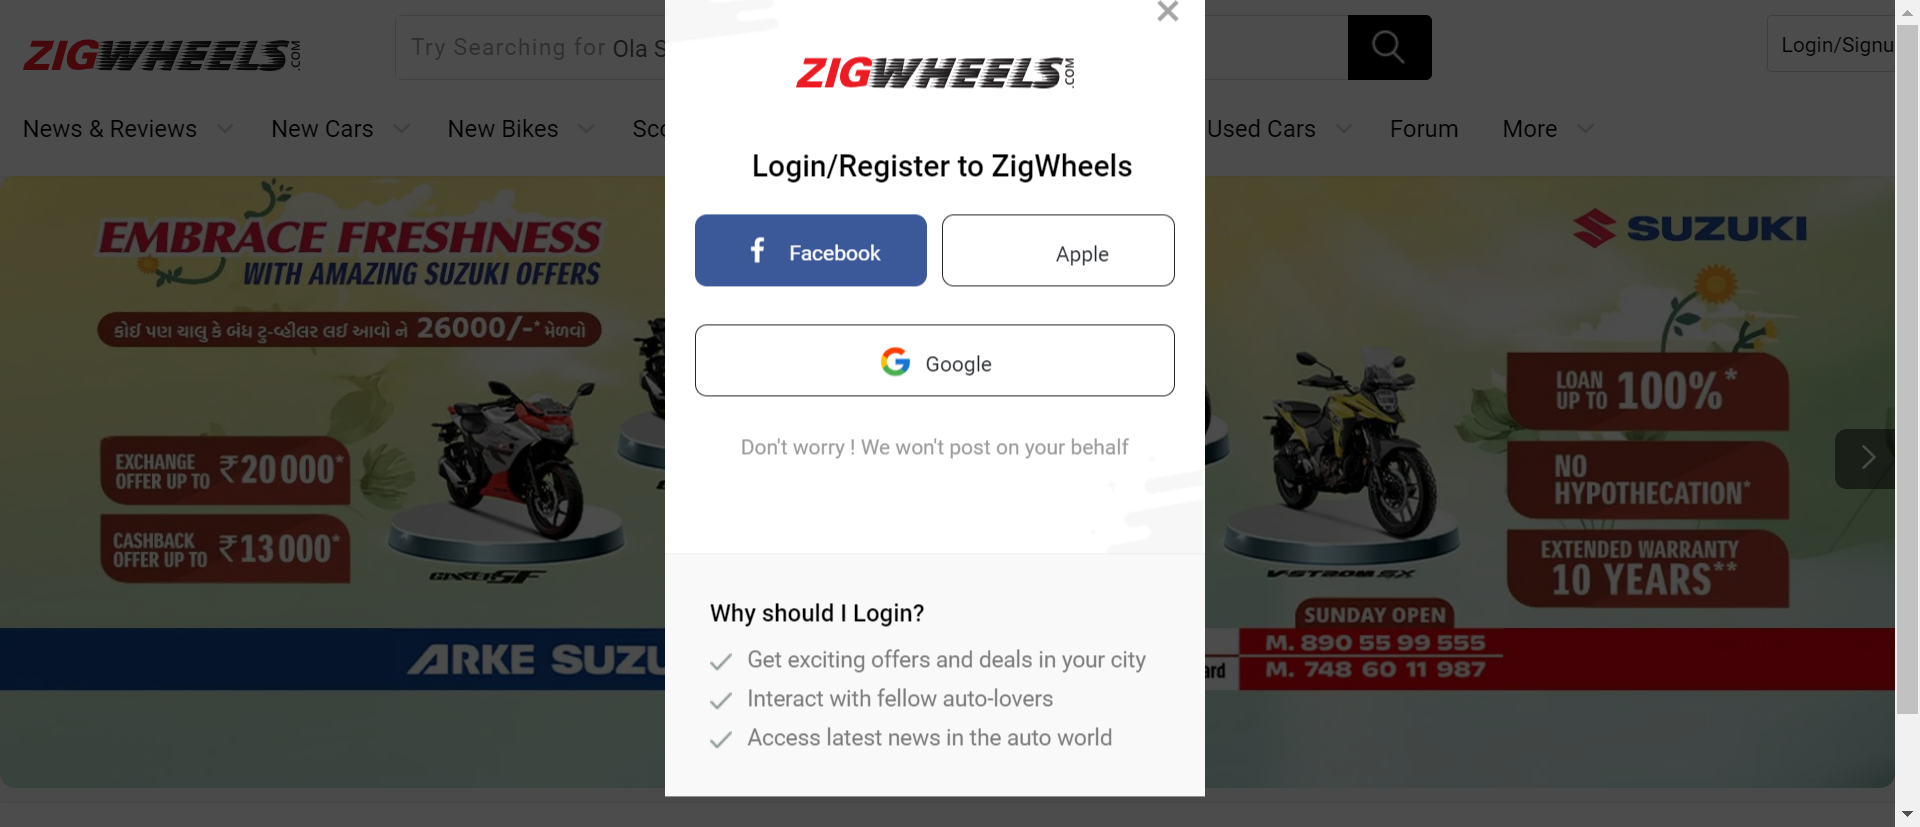 ZIGWHEELS.COM
Try Searching for Ola S
Login/Signu
News & Reviews
New Cars
New Bikes
Sco
Used Cars
Forum
More
ZIGWHEELS.COM
Login/Register to ZigWheels
Facebook
Apple
Google
Don't worry ! We won't post on your behalf
Why should I Login?
Get exciting offers and deals in your city
Interact with fellow auto-lovers
Access latest news in the auto world
EMBRACE FRESHNESS
WITH AMAZING SUZUKI OFFERS
કોઈ પણ ચાલુ કે બંધ ટુ-વ્હીલર લઈ આવો ને 26000/-* મેળવો
EXCHANGE
OFFER UP TO ₹20 000*
CASHBACK
OFFER UP TO ₹13 000*
GIXXER SF
ARKE SUZU
SUZUKI
LOAN
UP TO 100%*
NO
HYPOTHECATION*
EXTENDED WARRANTY
10 YEARS**
V-STROM SX
SUNDAY OPEN
M. 890 55 99 555
ard
M. 748 60 11 987